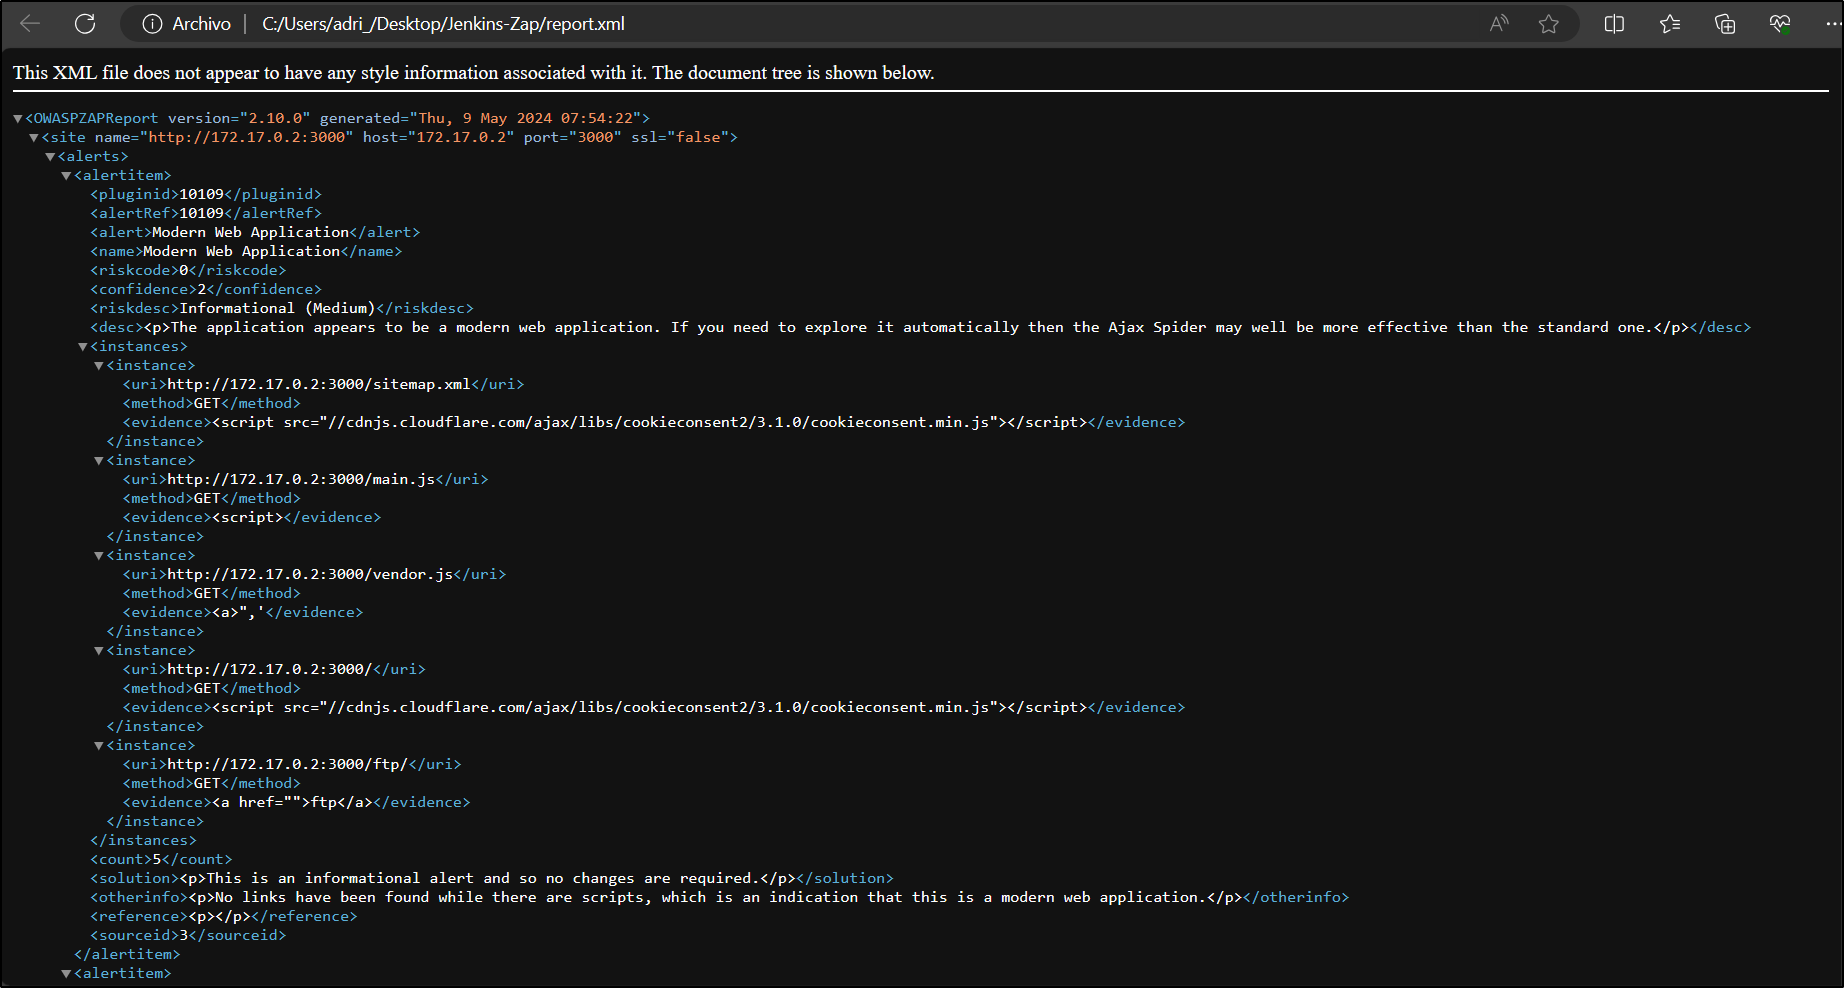 Archivo | C:/Users/adri_/Desktop/Jenkins-Zap/report.xml
This XML file does not appear to have any style information associated with it. The document tree is shown below.
▼<OWASPZAPReport version="2.10.0" generated="Thu, 9 May 2024 07:54:22">
▼<site name="http://172.17.0.2:3000" host="172.17.0.2" port="3000" ssl="false">
▼<alerts>
▼<alertitem>
<pluginid>10109</pluginid>
<alertRef>10109</alertRef>
<alert>Modern Web Application</alert>
<name>Modern Web Application</name>
<riskcode>0</riskcode>
<confidence>2</confidence>
<riskdesc>Informational (Medium)</riskdesc>
<desc><p>The application appears to be a modern web application. If you need to explore it automatically then the Ajax Spider may well be more effective than the standard one.</p></desc>
▼<instances>
▼<instance>
<uri>http://172.17.0.2:3000/sitemap.xml</uri>
<method>GET</method>
<evidence><script src="//cdnjs.cloudflare.com/ajax/libs/cookieconsent2/3.1.0/cookieconsent.min.js"></script></evidence>
</instance>
▼<instance>
<uri>http://172.17.0.2:3000/main.js</uri>
<method>GET</method>
<evidence><script></evidence>
</instance>
▼<instance>
<uri>http://172.17.0.2:3000/vendor.js</uri>
<method>GET</method>
<evidence><a>",'</evidence>
</instance>
▼<instance>
<uri>http://172.17.0.2:3000/</uri>
<method>GET</method>
<evidence><script src="//cdnjs.cloudflare.com/ajax/libs/cookieconsent2/3.1.0/cookieconsent.min.js"></script></evidence>
</instance>
▼<instance>
<uri>http://172.17.0.2:3000/ftp/</uri>
<method>GET</method>
<evidence><a href="">ftp</a></evidence>
</instance>
</instances>
<count>5</count>
<solution><p>This is an informational alert and so no changes are required.</p></solution>
<otherinfo><p>No links have been found while there are scripts, which is an indication that this is a modern web application.</p></otherinfo>
<reference><p></p></reference>
<sourceid>3</sourceid>
</alertitem>
▼<alertitem>